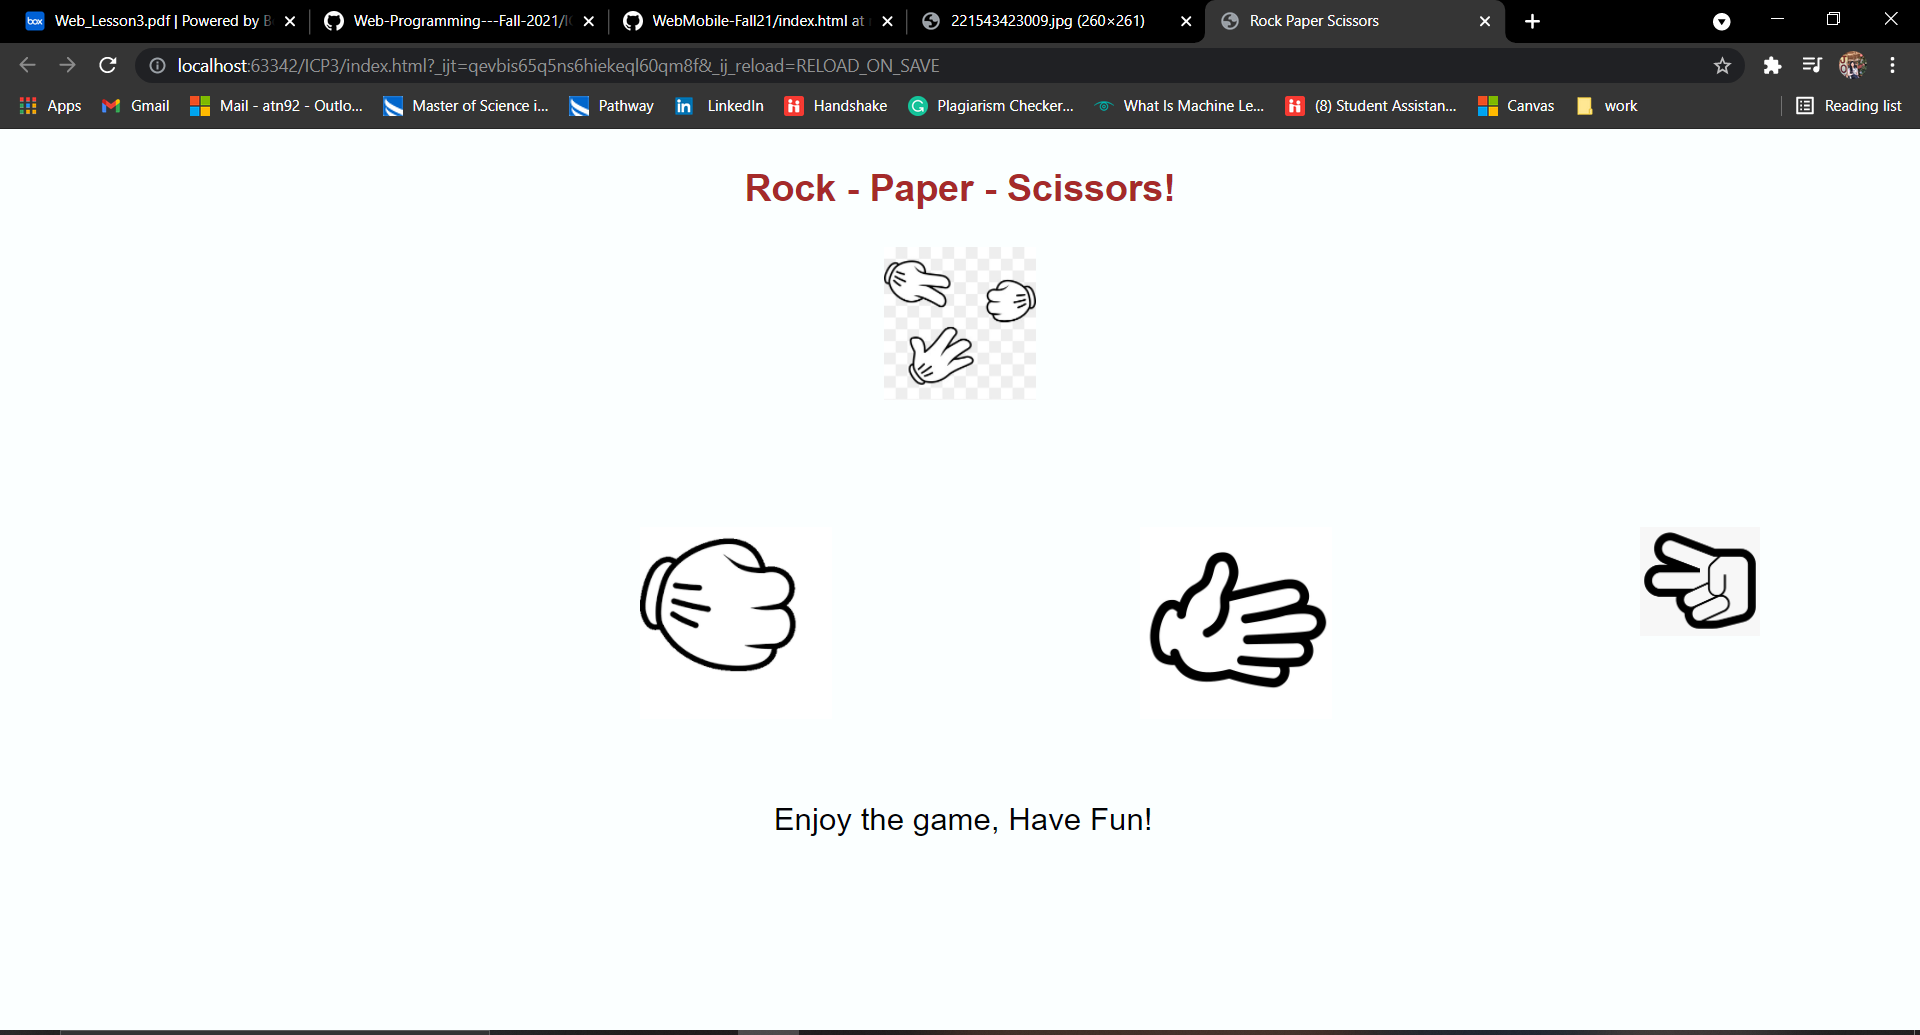 Web_Lesson3.pdf | Powered by B
Web-Programming---Fall-2021/I
WebMobile-Fall21/index.html at
221543423009.jpg (260×261)
Rock Paper Scissors
localhost:63342/ICP3/index.html?_ijt=qevbis65q5ns6hiekeql60qm8f&_ij_reload=RELOAD_ON_SAVE
Apps
Gmail
Mail - atn92 - Outlo...
Master of Science i...
Pathway
LinkedIn
Handshake
Plagiarism Checker...
What Is Machine Le...
(8) Student Assistan...
Canvas
work
Reading list
Rock - Paper - Scissors!
Enjoy the game, Have Fun!